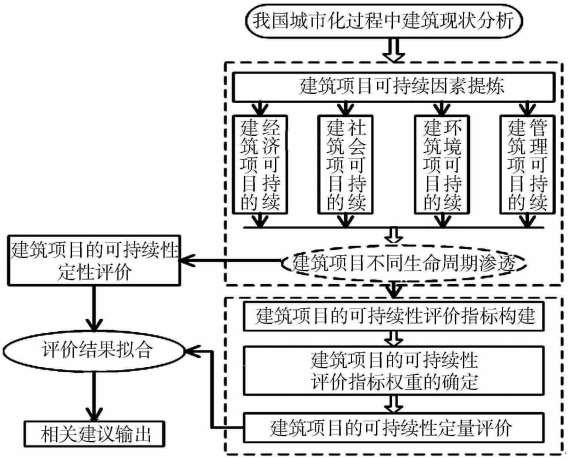 我国城市化过程中建筑现状分析
建筑项目可持续因素提炼
建筑项目的
经济可持续
建筑项目的
社会可持续
建筑项目的
环境可持续
建筑项目的
管理可持续
建筑项目不同生命周期渗透
建筑项目的可持续性
定性评价
建筑项目的可持续性评价指标构建
建筑项目的可持续性
评价指标权重的确定
建筑项目的可持续性定量评价
评价结果拟合
相关建议输出